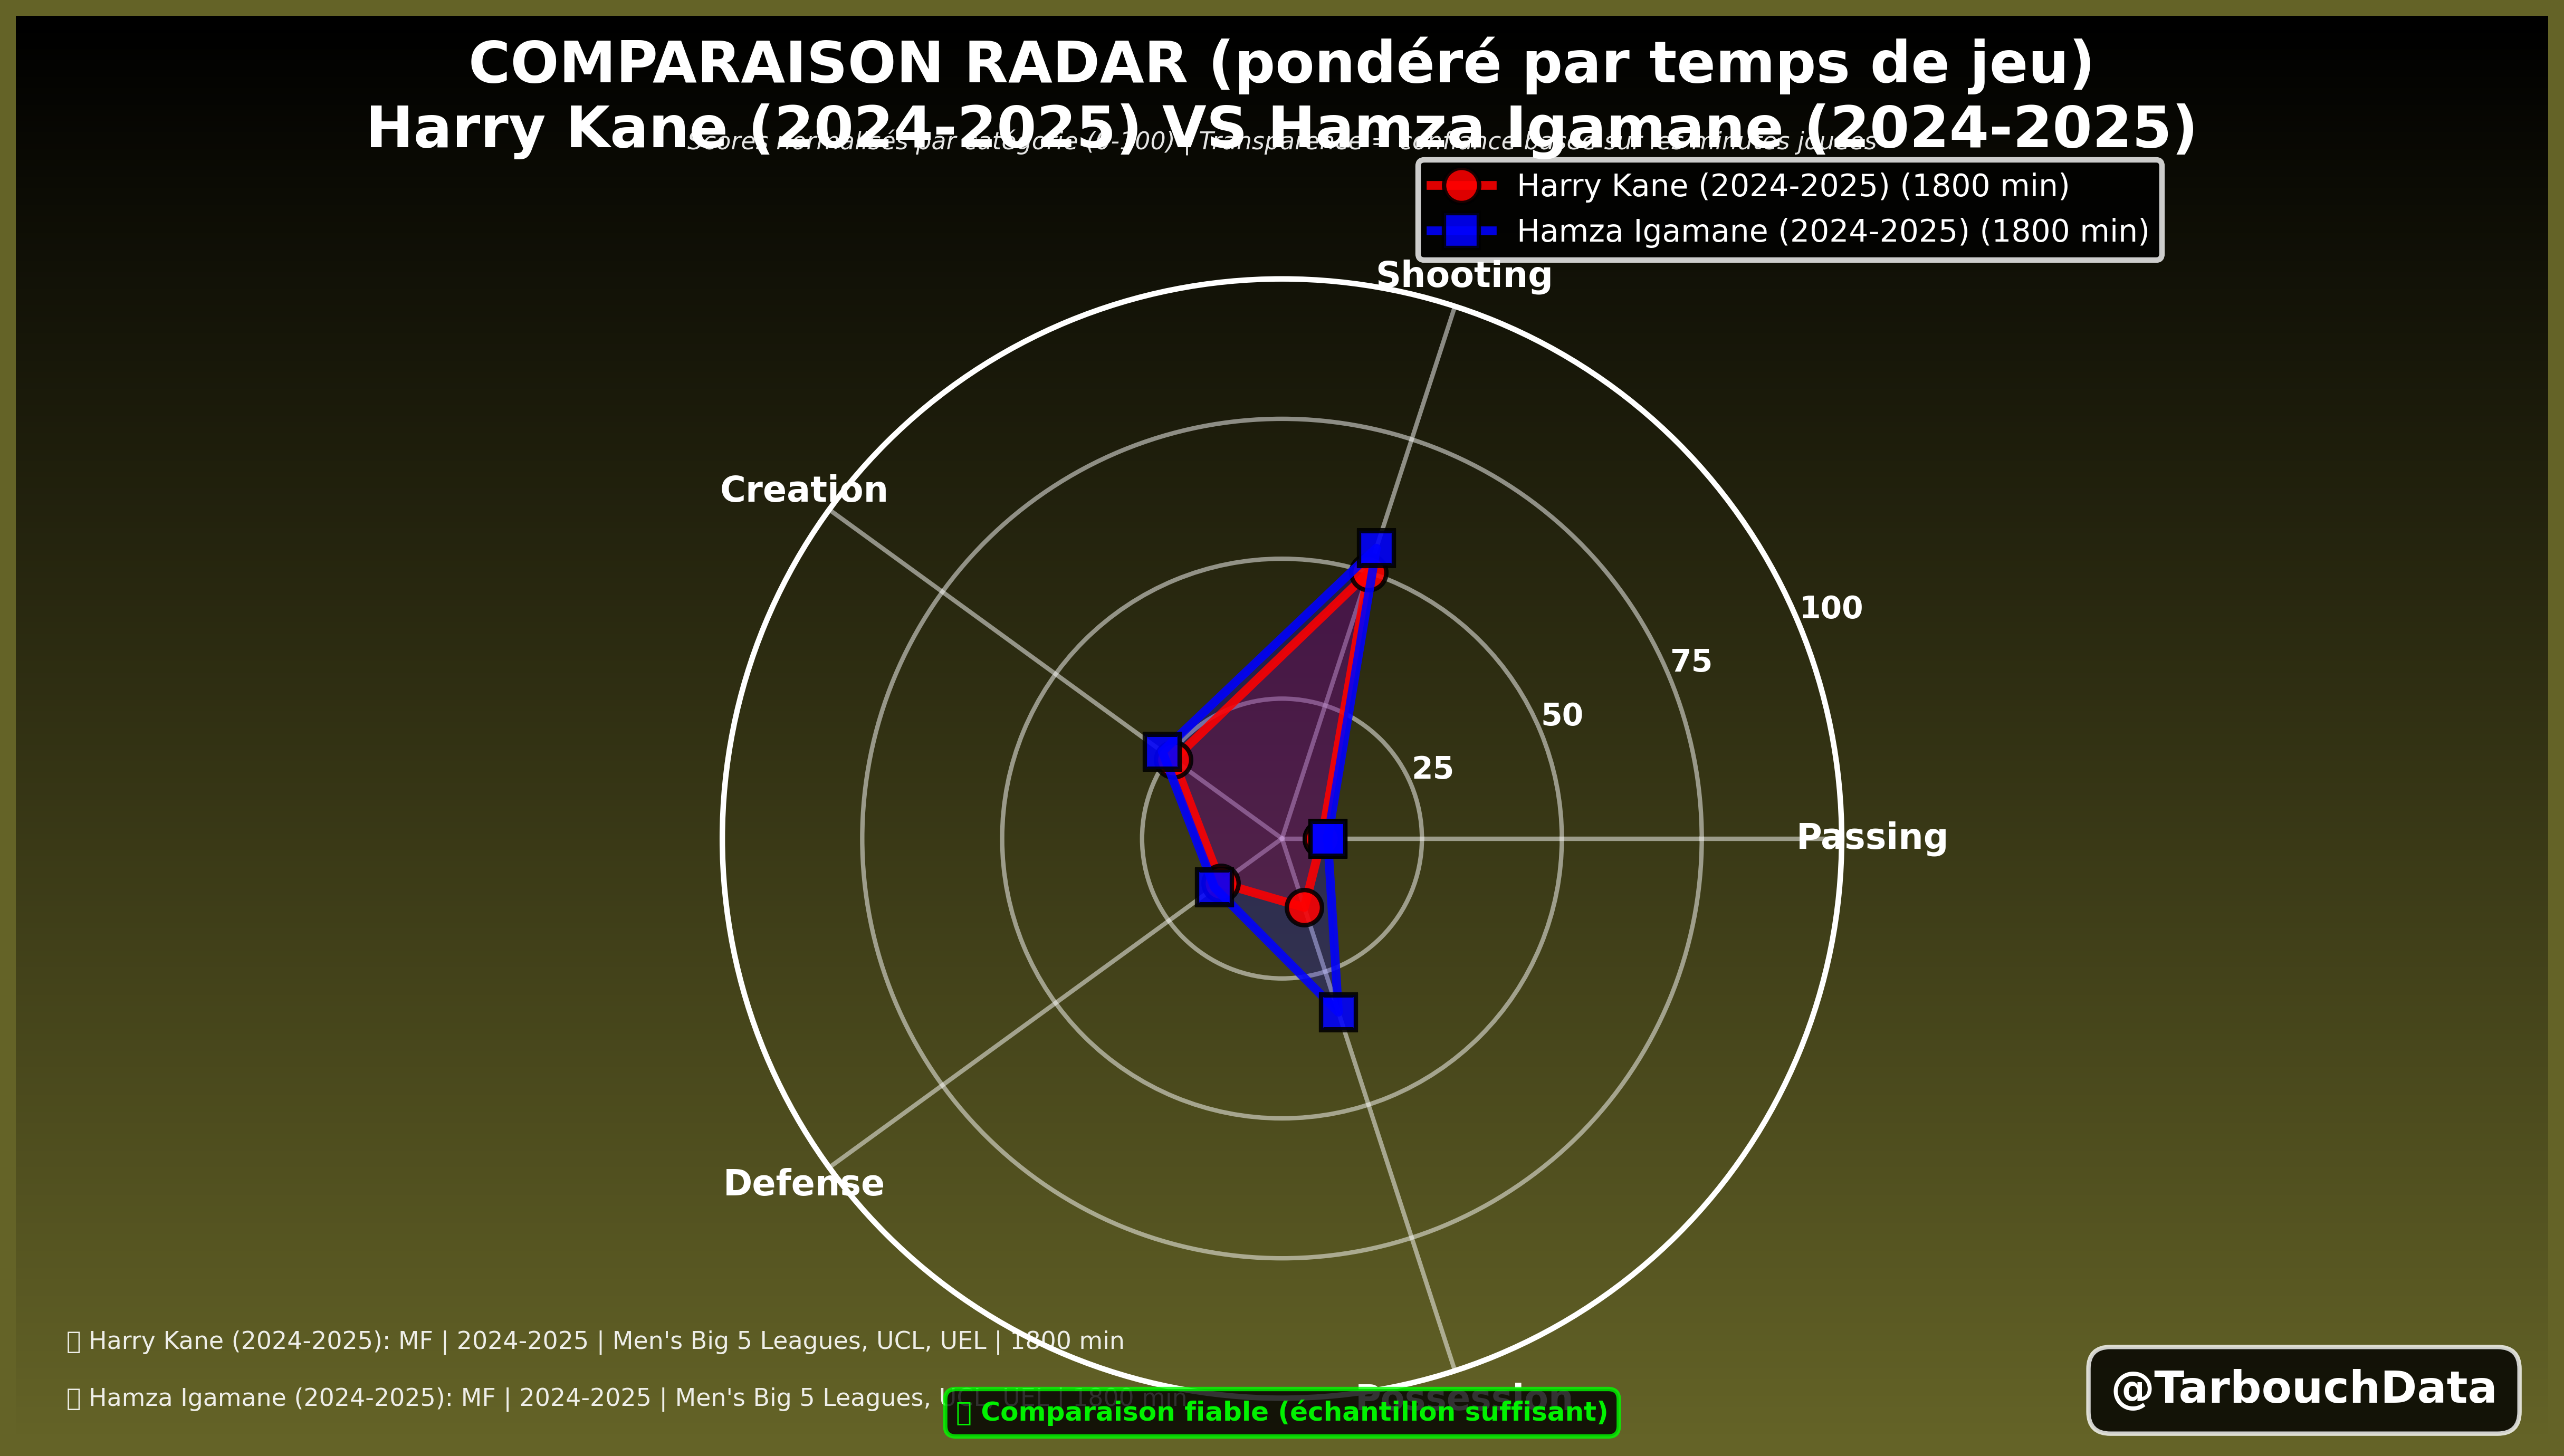 COMPARAISON RADAR (pondéré par temps de jeu)
Harry Kane (2024-2025) VS Hamza Igamane (2024-2025)
Scores normalisés par catégorie (0-100) | Transparence = confiance basée sur les minutes jouées
Harry Kane (2024-2025) (1800 min)
Hamza Igamane (2024-2025) (1800 min)
Shooting
Creation
100
75
50
25
Passing
Defense
Possession
Harry Kane (2024-2025): MF | 2024-2025 | Men's Big 5 Leagues, UCL, UEL | 1800 min
Hamza Igamane (2024-2025): MF | 2024-2025 | Men's Big 5 Leagues, UCL, UEL | 1800 min
Comparaison fiable (échantillon suffisant)
@TarbouchData